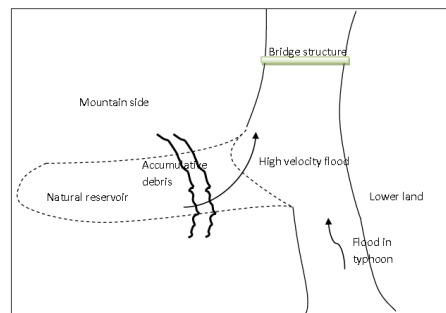 Bridge structure
Mountain side
Accumulative
debris
High velocity flood
Natural reservoir
Lower land
Flood in
typhoon